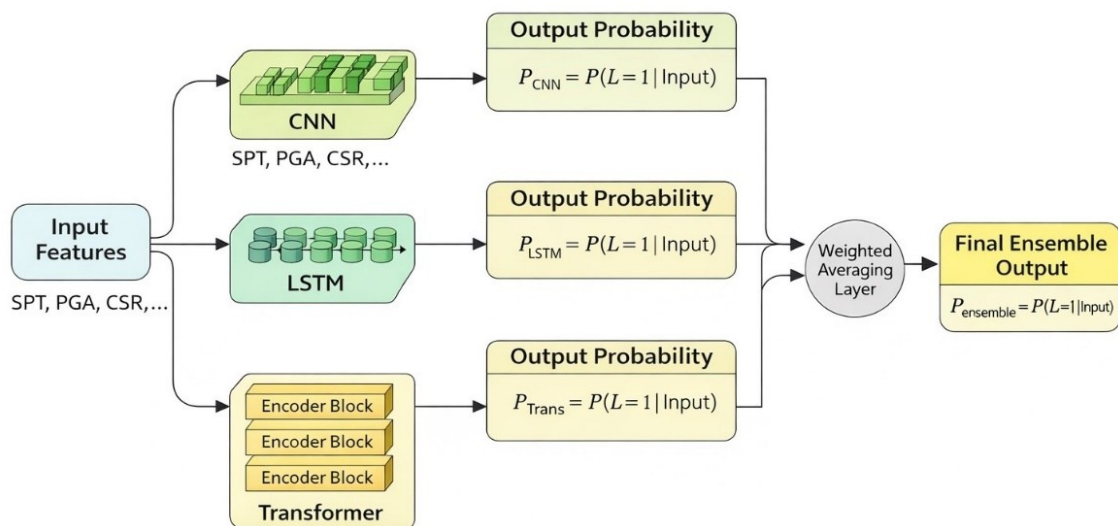 Input
Features
SPT, PGA, CSR,...
CNN
SPT, PGA, CSR,...
Output Probability
P_CNN = P(L = 1 | Input)
LSTM
Output Probability
P_LSTM = P(L = 1 | Input)
Encoder Block
Encoder Block
Encoder Block
Transformer
Output Probability
P_Trans = P(L = 1 | Input)
Weighted
Averaging
Layer
Final Ensemble
Output
P_ensemble = P(L=1|Input)